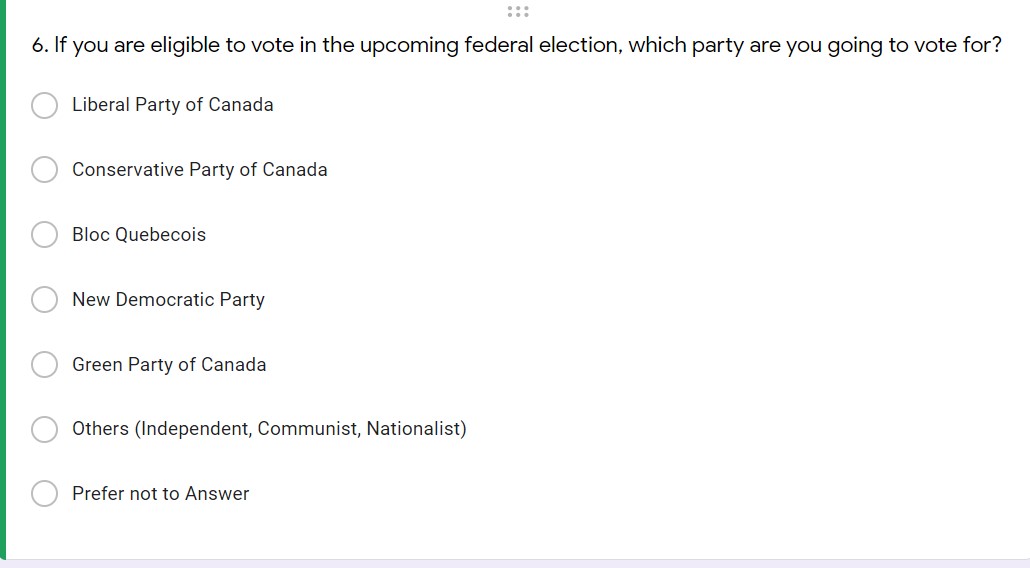 6. If you are eligible to vote in the upcoming federal election, which party are you going to vote for?
Liberal Party of Canada
Conservative Party of Canada
Bloc Quebecois
New Democratic Party
Green Party of Canada
Others (Independent, Communist, Nationalist)
Prefer not to Answer